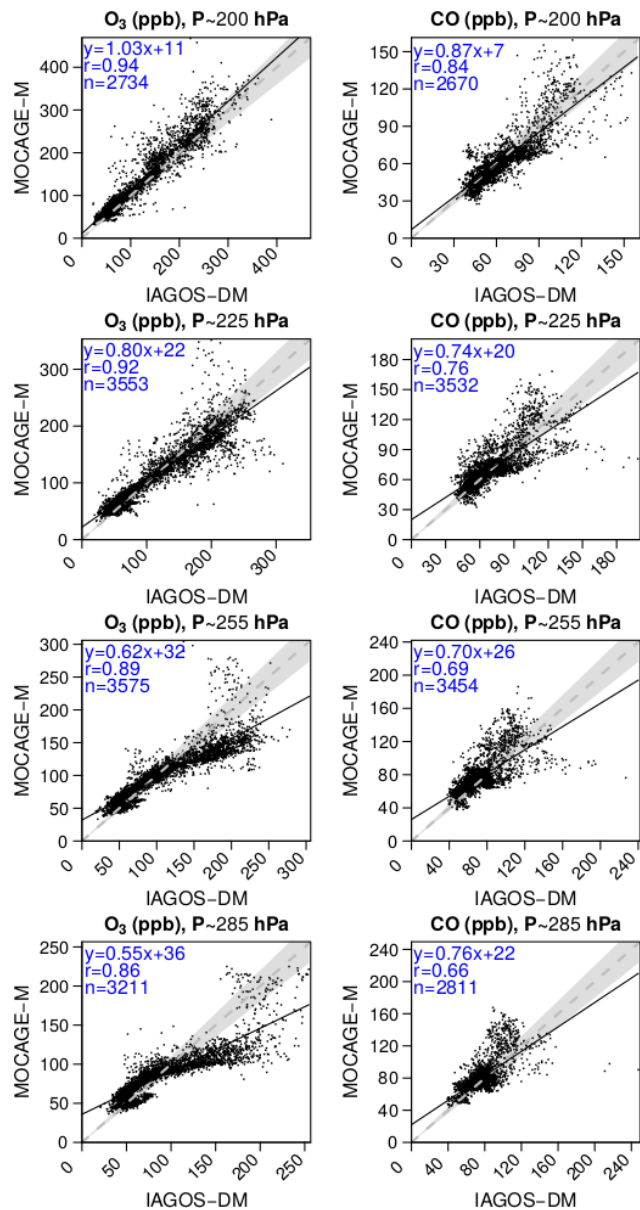 O₃ (ppb), P~200 hPa
y=1.03x+11
r=0.94
n=2734
MOCAGE−M
400
300
200
100
0
0 100 200 300 400
IAGOS−DM
CO (ppb), P~200 hPa
y=0.87x+7
r=0.84
n=2670
MOCAGE−M
150
120
90
60
30
0
0 30 60 90 120 150
IAGOS−DM
O₃ (ppb), P~225 hPa
y=0.80x+22
r=0.92
n=3553
MOCAGE−M
300
200
100
0
0 100 200 300
IAGOS−DM
CO (ppb), P~225 hPa
y=0.74x+20
r=0.76
n=3532
MOCAGE−M
180
150
120
90
60
30
0
0 30 60 90 120 150 180
IAGOS−DM
O₃ (ppb), P~255 hPa
y=0.62x+32
r=0.89
n=3575
MOCAGE−M
300
250
200
150
100
50
0
0 50 100 150 200 250 300
IAGOS−DM
CO (ppb), P~255 hPa
y=0.70x+26
r=0.69
n=3454
MOCAGE−M
240
200
160
120
80
40
0
0 40 80 120 160 200 240
IAGOS−DM
O₃ (ppb), P~285 hPa
y=0.55x+36
r=0.86
n=3211
MOCAGE−M
250
200
150
100
50
0
0 50 100 150 200 250
IAGOS−DM
CO (ppb), P~285 hPa
y=0.76x+22
r=0.66
n=2811
MOCAGE−M
240
200
160
120
80
40
0
0 40 80 120 160 200 240
IAGOS−DM